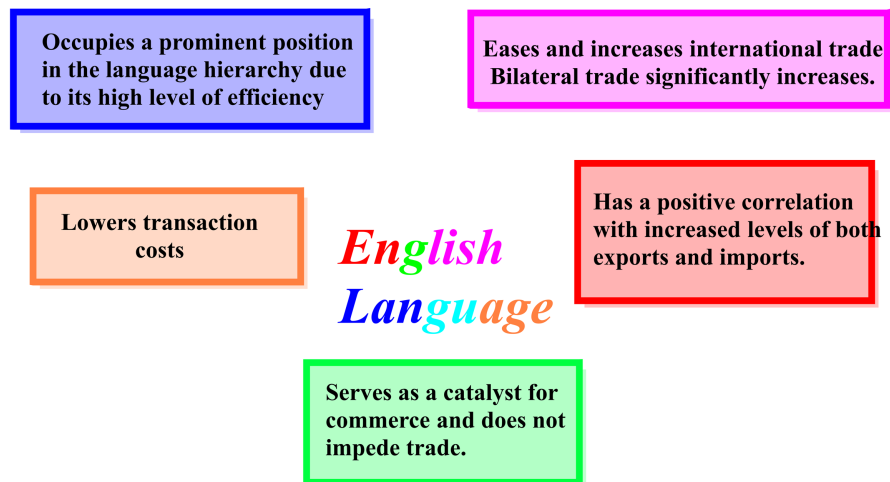 Occupies a prominent position
in the language hierarchy due
to its high level of efficiency
Eases and increases international trade
Bilateral trade significantly increases.
Lowers transaction
costs
English
Language
Has a positive correlation
with increased levels of both
exports and imports.
Serves as a catalyst for
commerce and does not
impede trade.